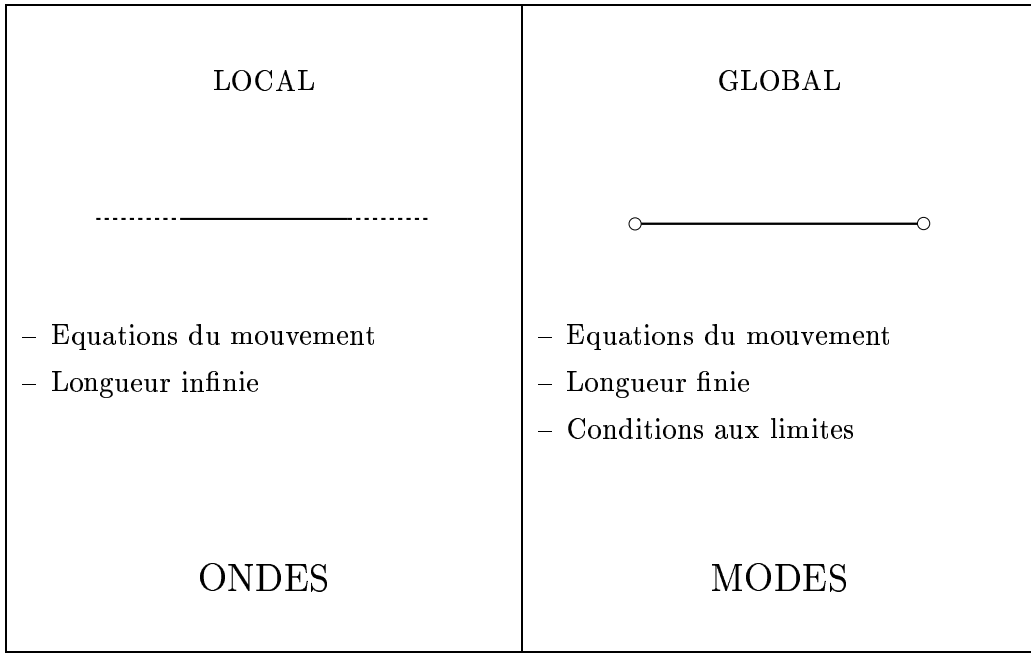 LOCAL
– Equations du mouvement
– Longueur infinie
ONDES
GLOBAL
– Equations du mouvement
– Longueur finie
– Conditions aux limites
MODES